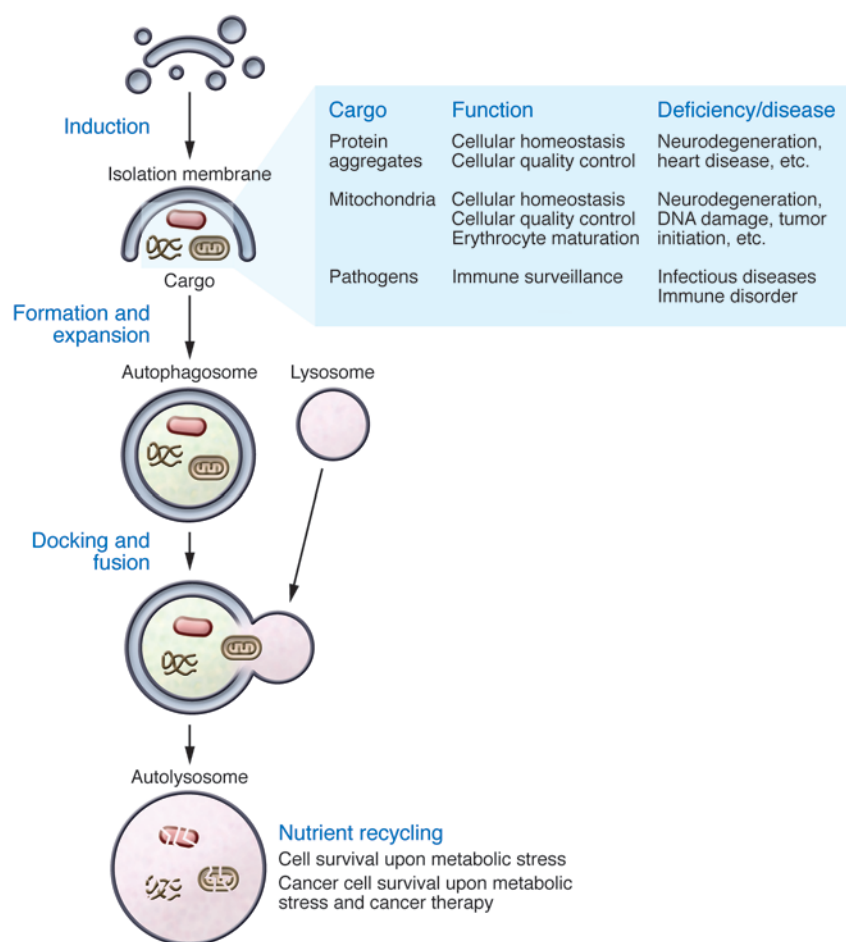 Induction
Isolation membrane
Cargo
Cargo Function Deficiency/disease
Protein aggregates
Cellular homeostasis
Cellular quality control
Neurodegeneration,
heart disease, etc.
Mitochondria
Cellular homeostasis
Cellular quality control
Erythrocyte maturation
Neurodegeneration,
DNA damage, tumor
initiation, etc.
Pathogens
Immune surveillance
Infectious diseases
Immune disorder
Formation and
expansion
Autophagosome
Lysosome
Docking and
fusion
Autolysosome
Nutrient recycling
Cell survival upon metabolic stress
Cancer cell survival upon metabolic
stress and cancer therapy